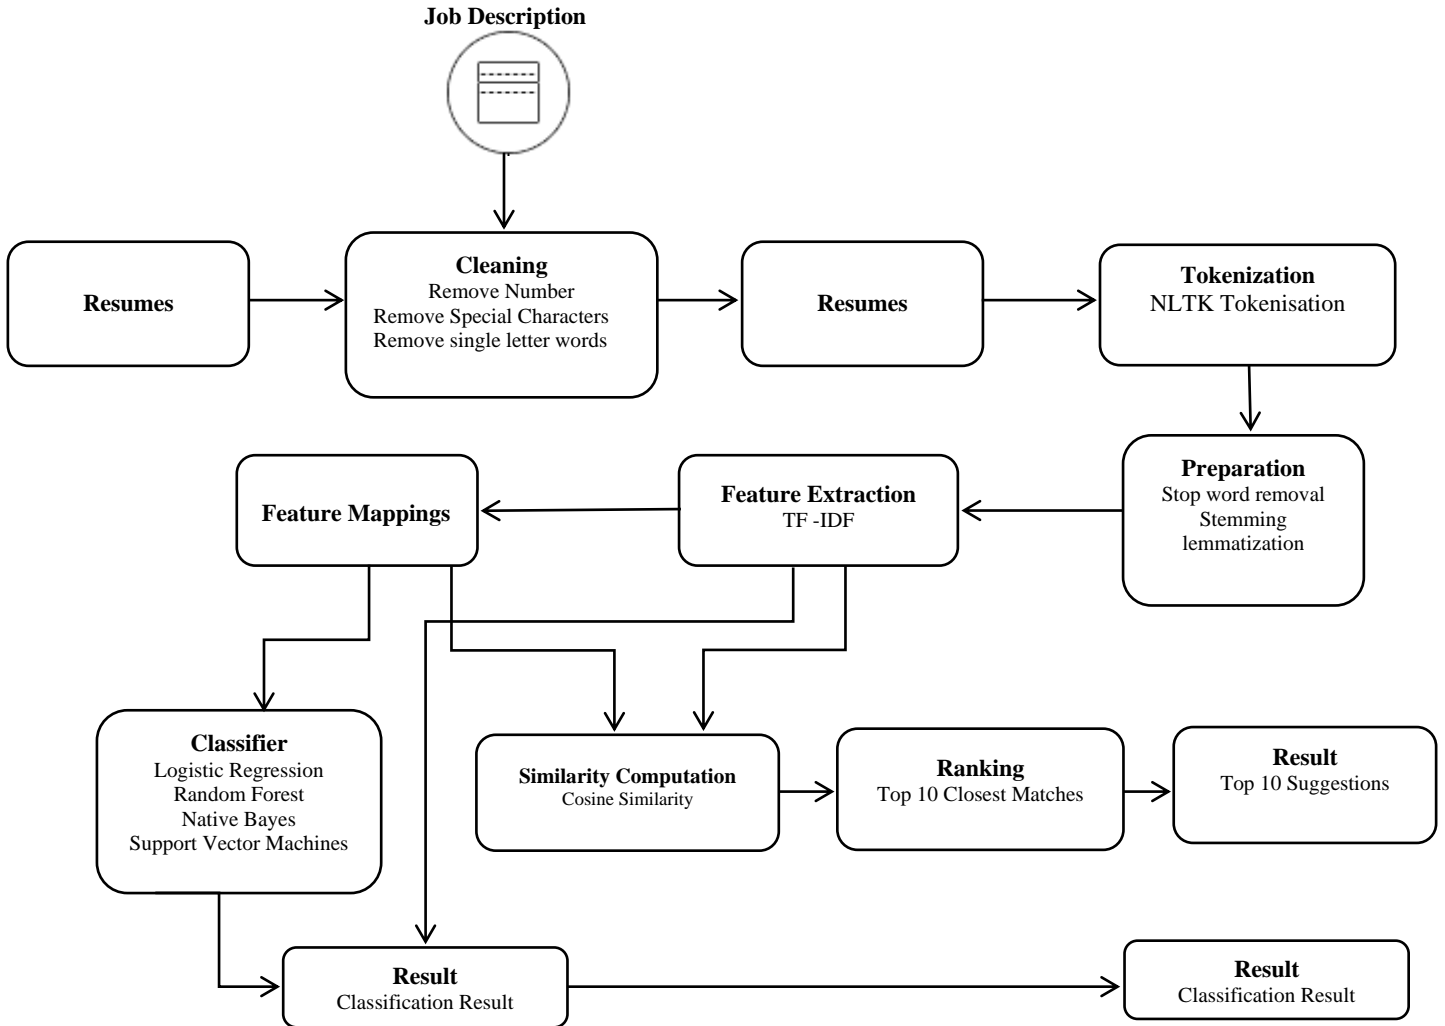 Job Description
Resumes
Cleaning
Remove Number
Remove Special Characters
Remove single letter words
Resumes
Tokenization
NLTK Tokenisation
Feature Mappings
Feature Extraction
TF -IDF
Preparation
Stop word removal
Stemming
lemmatization
Classifier
Logistic Regression
Random Forest
Native Bayes
Support Vector Machines
Similarity Computation
Cosine Similarity
Ranking
Top 10 Closest Matches
Result
Top 10 Suggestions
Result
Classification Result
Result
Classification Result